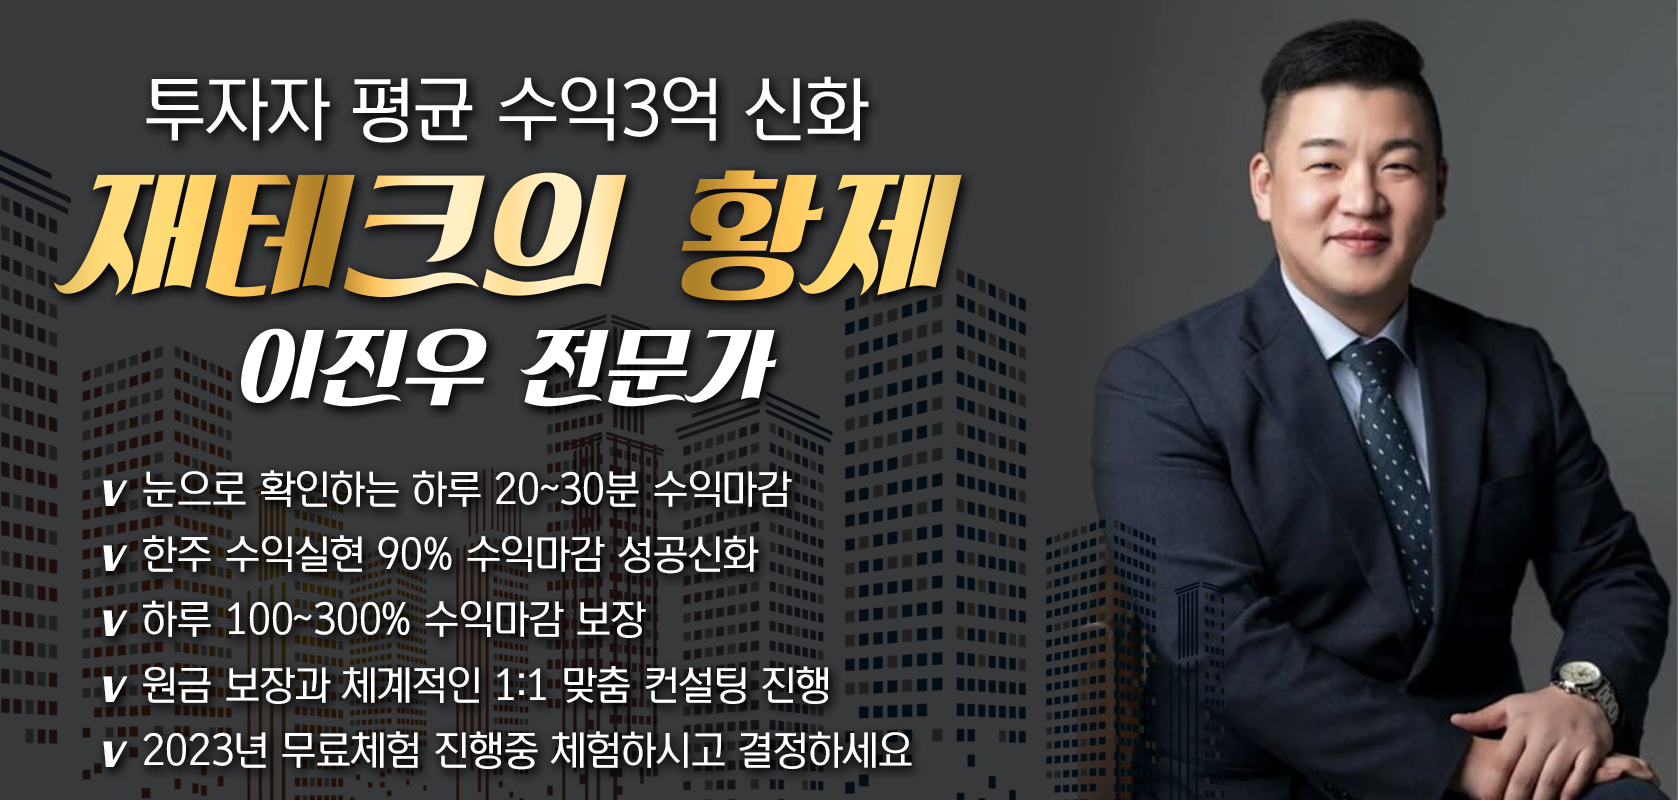 투자자 평균 수익3억 신화
재테크의 황제
이진우 전문가
v 눈으로 확인하는 하루 20~30분 수익마감
v 한주 수익실현 90% 수익마감 성공신화
v 하루 100~300% 수익마감 보장
v 원금 보장과 체계적인 1:1 맞춤 컨설팅 진행
v 2023년 무료체험 진행중 체험하시고 결정하세요